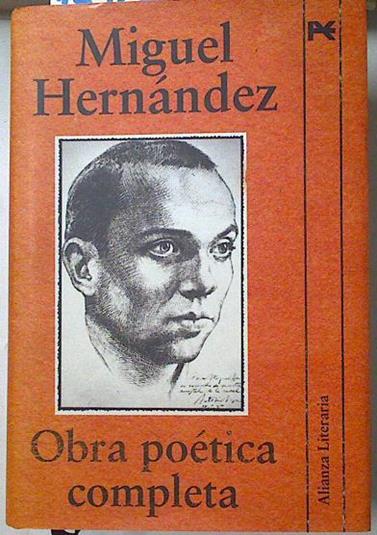 Miguel
Hernández
Obra poética
completa
Alianza Literaria